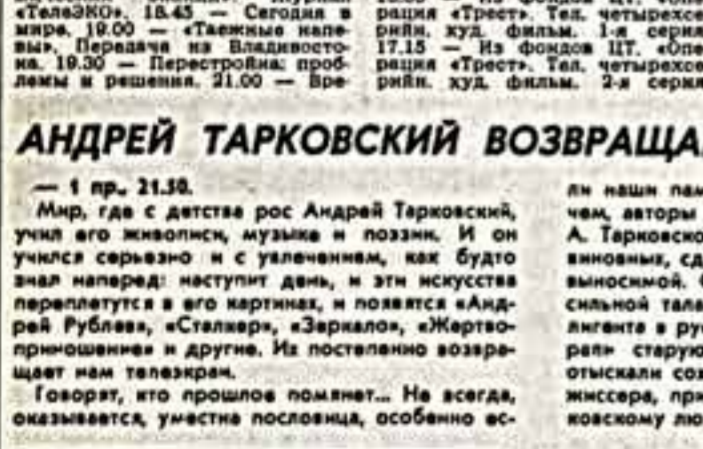 «ТелеЭКО». 18.45 — Сегодня в
мире. 19.00 — «Таежные напе-
вы». Передача из Владивосто-
ка. 19.30 — Перестройка: проб-
лемы и решения. 21.00 — Вре-
рация «Трест». Тел. четырехсе-
рийн. худ. фильм. 1-я серия
17.15 — Из фондов ЦТ. «Опе-
рация «Трест». Тел. четырехсе-
рийн. худ. фильм. 2-я серия
АНДРЕЙ ТАРКОВСКИЙ ВОЗВРАЩА
— 1 пр., 21.50.
Мир, где с детства рос Андрей Тарковский,
учил его живописи, музыке и поэзии. И он
учился серьезно и с увлечением, как будто
знал наперед: наступит день, и эти искусства
переплетутся в его картинах, и появятся «Анд-
рей Рублев», «Сталкер», «Зеркало», «Жертво-
приношение» и другие. Их постепенно возвра-
щает нам телеэкран.
Говорят, кто прошлое помянет... Не всегда,
оказывается, уместна пословица, особенно ес-
ли наши пам
чем, авторы
А. Тарковско
виновных, сд
выносимой.
сильной тала
лигента в ру
рали старую
отыскали со
жиссера, при
ковскому лю